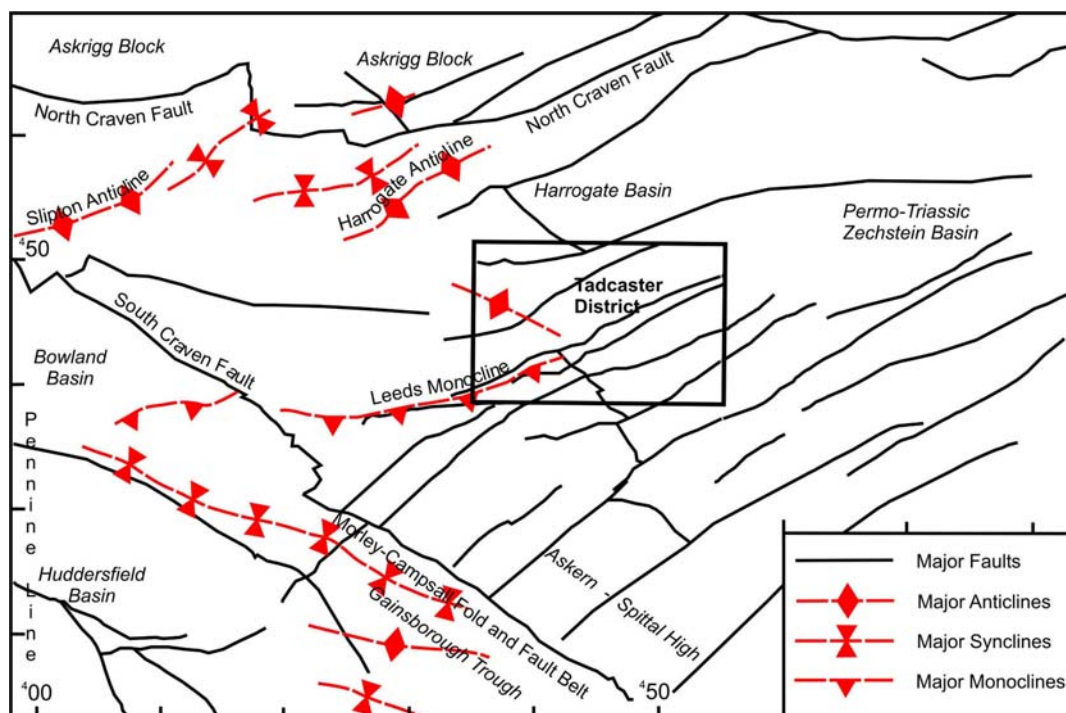 Askrigg Block
Askrigg Block
North Craven Fault
North Craven Fault
Slipton Anticline
Harrogate Anticline
Harrogate Basin
Permo-Triassic
Zechstein Basin
⁴50
Tadcaster
District
South Craven Fault
Bowland
Basin
Leeds Monocline
Pennine Line
Morley-Campsall Fold and Fault Belt
Huddersfield
Basin
Gainsborough Trough
Askern - Spittal High
⁴00
⁴50
Major Faults
Major Anticlines
Major Synclines
Major Monoclines